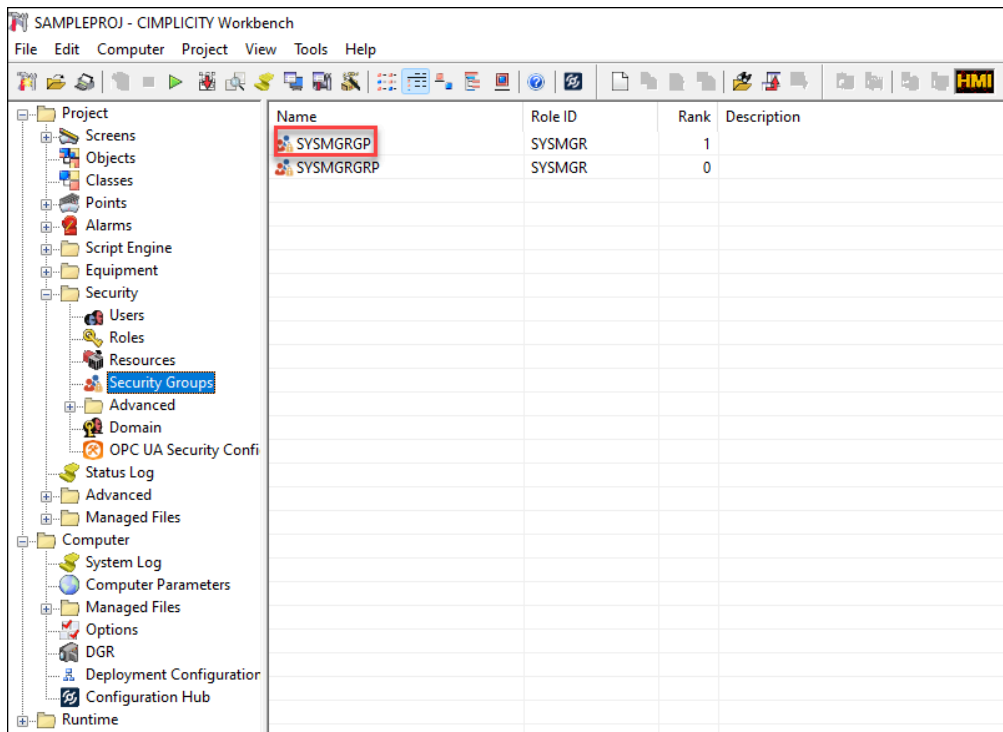 SAMPLEPROJ - CIMPLICITY Workbench
File Edit Computer Project View Tools Help
HMI
Project
Screens
Objects
Classes
Points
Alarms
Script Engine
Equipment
Security
Users
Roles
Resources
Security Groups
Advanced
Domain
OPC UA Security Confi
Status Log
Advanced
Managed Files
Computer
System Log
Computer Parameters
Managed Files
Options
DGR
Deployment Configuration
Configuration Hub
Runtime
Name Role ID Rank Description
SYSMGRGP SYSMGR 1
SYSMGRGRP SYSMGR 0